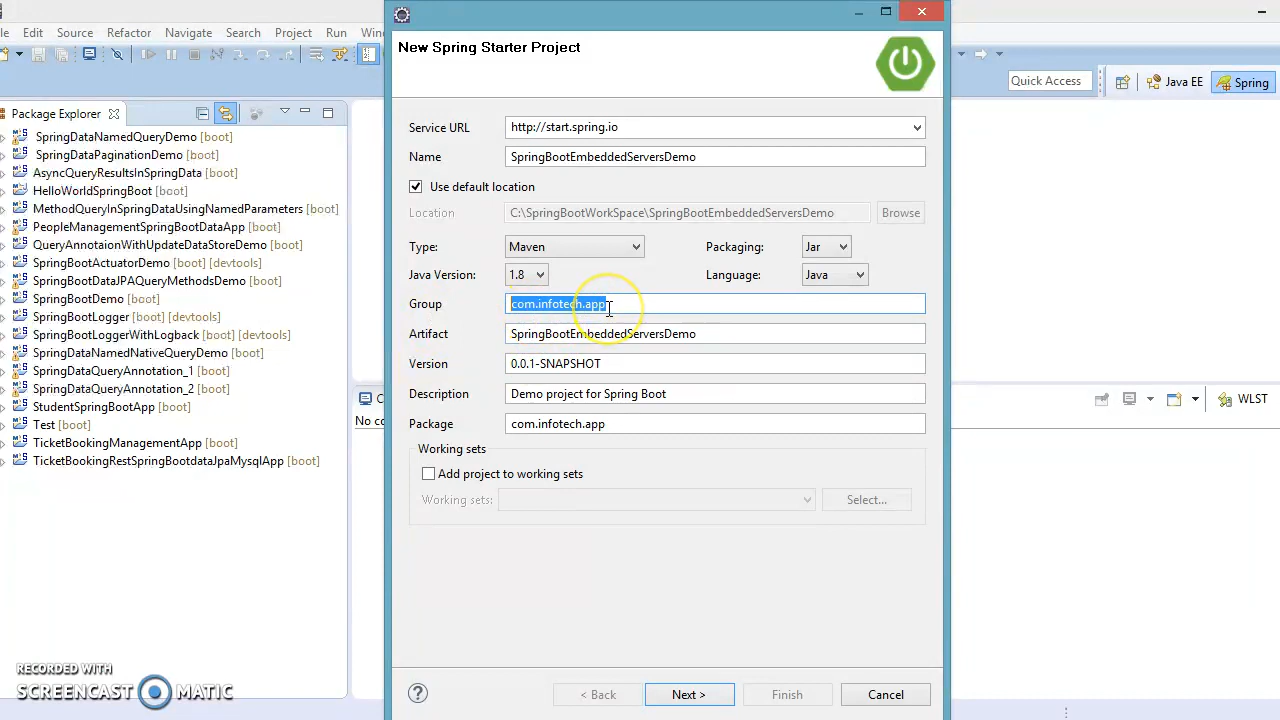 New Spring Starter Project
File Edit Source Refactor Navigate Search Project Run
Quick Access
Java EE
Spring
Package Explorer
SpringDataNamedQueryDemo [boot]
SpringDataPaginationDemo [boot]
AsyncQueryResultsInSpringData [boot]
HelloWorldSpringBoot [boot]
MethodQueryInSpringDataUsingNamedParameters [boot]
PeopleManagementSpringBootDataApp [boot]
QueryAnnotaionWithUpdateDataStoreDemo [boot]
SpringBootActuatorDemo [boot] [devtools]
SpringBootDataJPAQueryMethodsDemo [boot]
SpringBootDemo [boot]
SpringBootLogger [boot] [devtools]
SpringBootLoggerWithLogback [boot] [devtools]
SpringDataNamedNativeQueryDemo [boot]
SpringDataQueryAnnotation_1 [boot]
SpringDataQueryAnnotation_2 [boot]
StudentSpringBootApp [boot]
Test [boot]
TicketBookingManagementApp [boot]
TicketBookingRestSpringBootdataJpaMysqlApp [boot]
Service URL http://start.spring.io
Name SpringBootEmbeddedServersDemo
Use default location
Location C:\SpringBootWorkSpace\SpringBootEmbeddedServersDemo Browse
Type: Maven Packaging: Jar
Java Version: 1.8 Language: Java
Group com.infotech.app
Artifact SpringBootEmbeddedServersDemo
Version 0.0.1-SNAPSHOT
Description Demo project for Spring Boot
Package com.infotech.app
Working sets
Add project to working sets
Working sets: Select...
WLST
< Back Next > Finish Cancel
RECORDED WITH
SCREENCAST MATIC